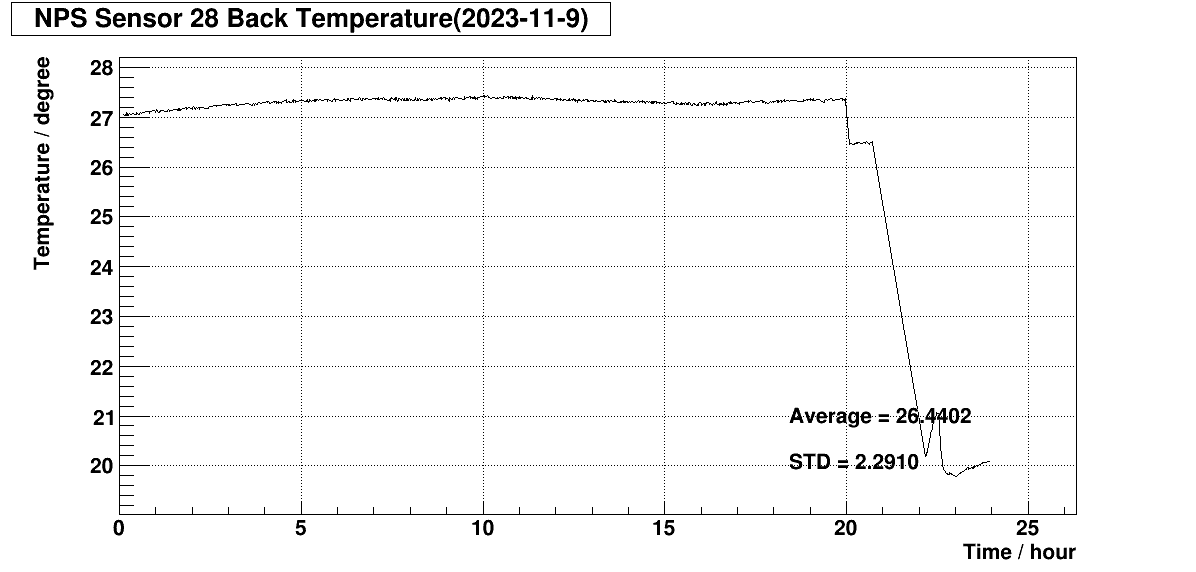 NPS Sensor 28 Back Temperature(2023-11-9)
Temperature / degree
28
27
26
25
24
23
22
21
20
Average = 26.4402
STD = 2.2910
0 5 10 15 20 25
Time / hour